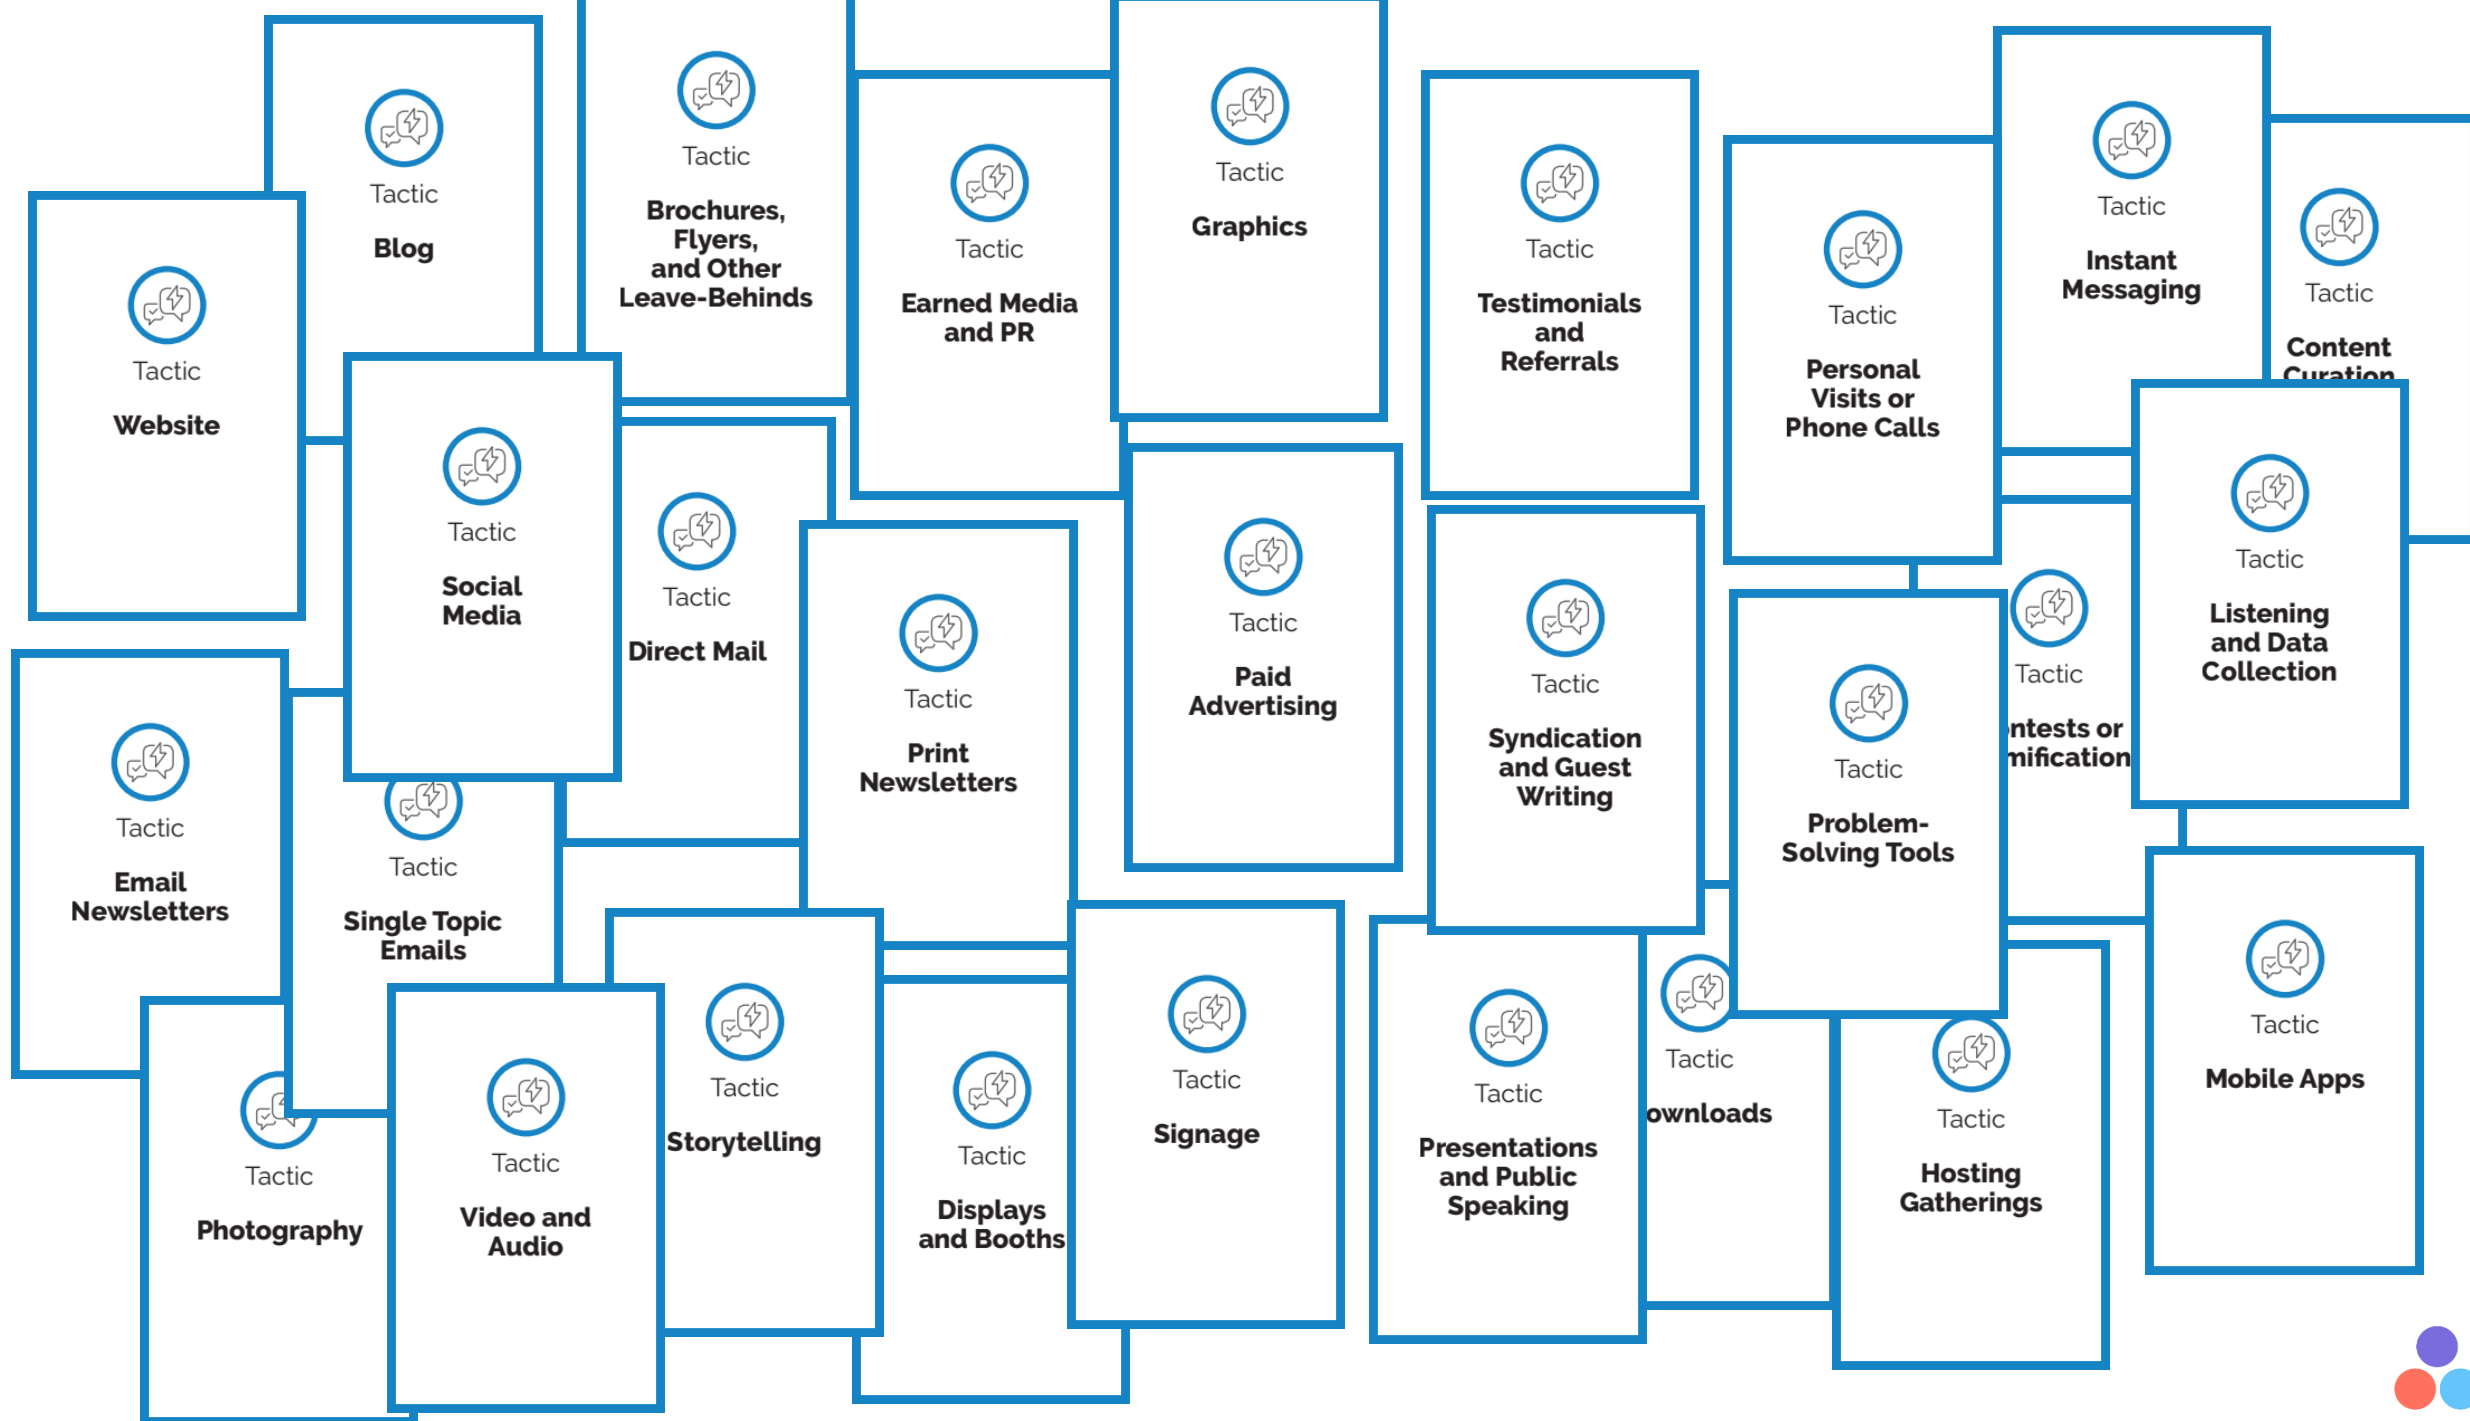 Tactic
Blog
Tactic
Brochures,
Flyers,
and Other
Leave-Behinds
Tactic
Earned Media
and PR
Tactic
Graphics
Tactic
Testimonials
and
Referrals
Tactic
Personal
Visits or
Phone Calls
Tactic
Instant
Messaging
Tactic
Content
Curation
Tactic
Website
Tactic
Social
Media
Tactic
Direct Mail
Tactic
Print
Newsletters
Tactic
Paid
Advertising
Tactic
Syndication
and Guest
Writing
Tactic
Problem-
Solving Tools
Tactic
ntests or
mification
Tactic
Listening
and Data
Collection
Tactic
Email
Newsletters
Tactic
Single Topic
Emails
Tactic
Photography
Tactic
Video and
Audio
Tactic
Storytelling
Tactic
Displays
and Booths
Tactic
Signage
Tactic
Presentations
and Public
Speaking
Tactic
ownloads
Tactic
Hosting
Gatherings
Tactic
Mobile Apps